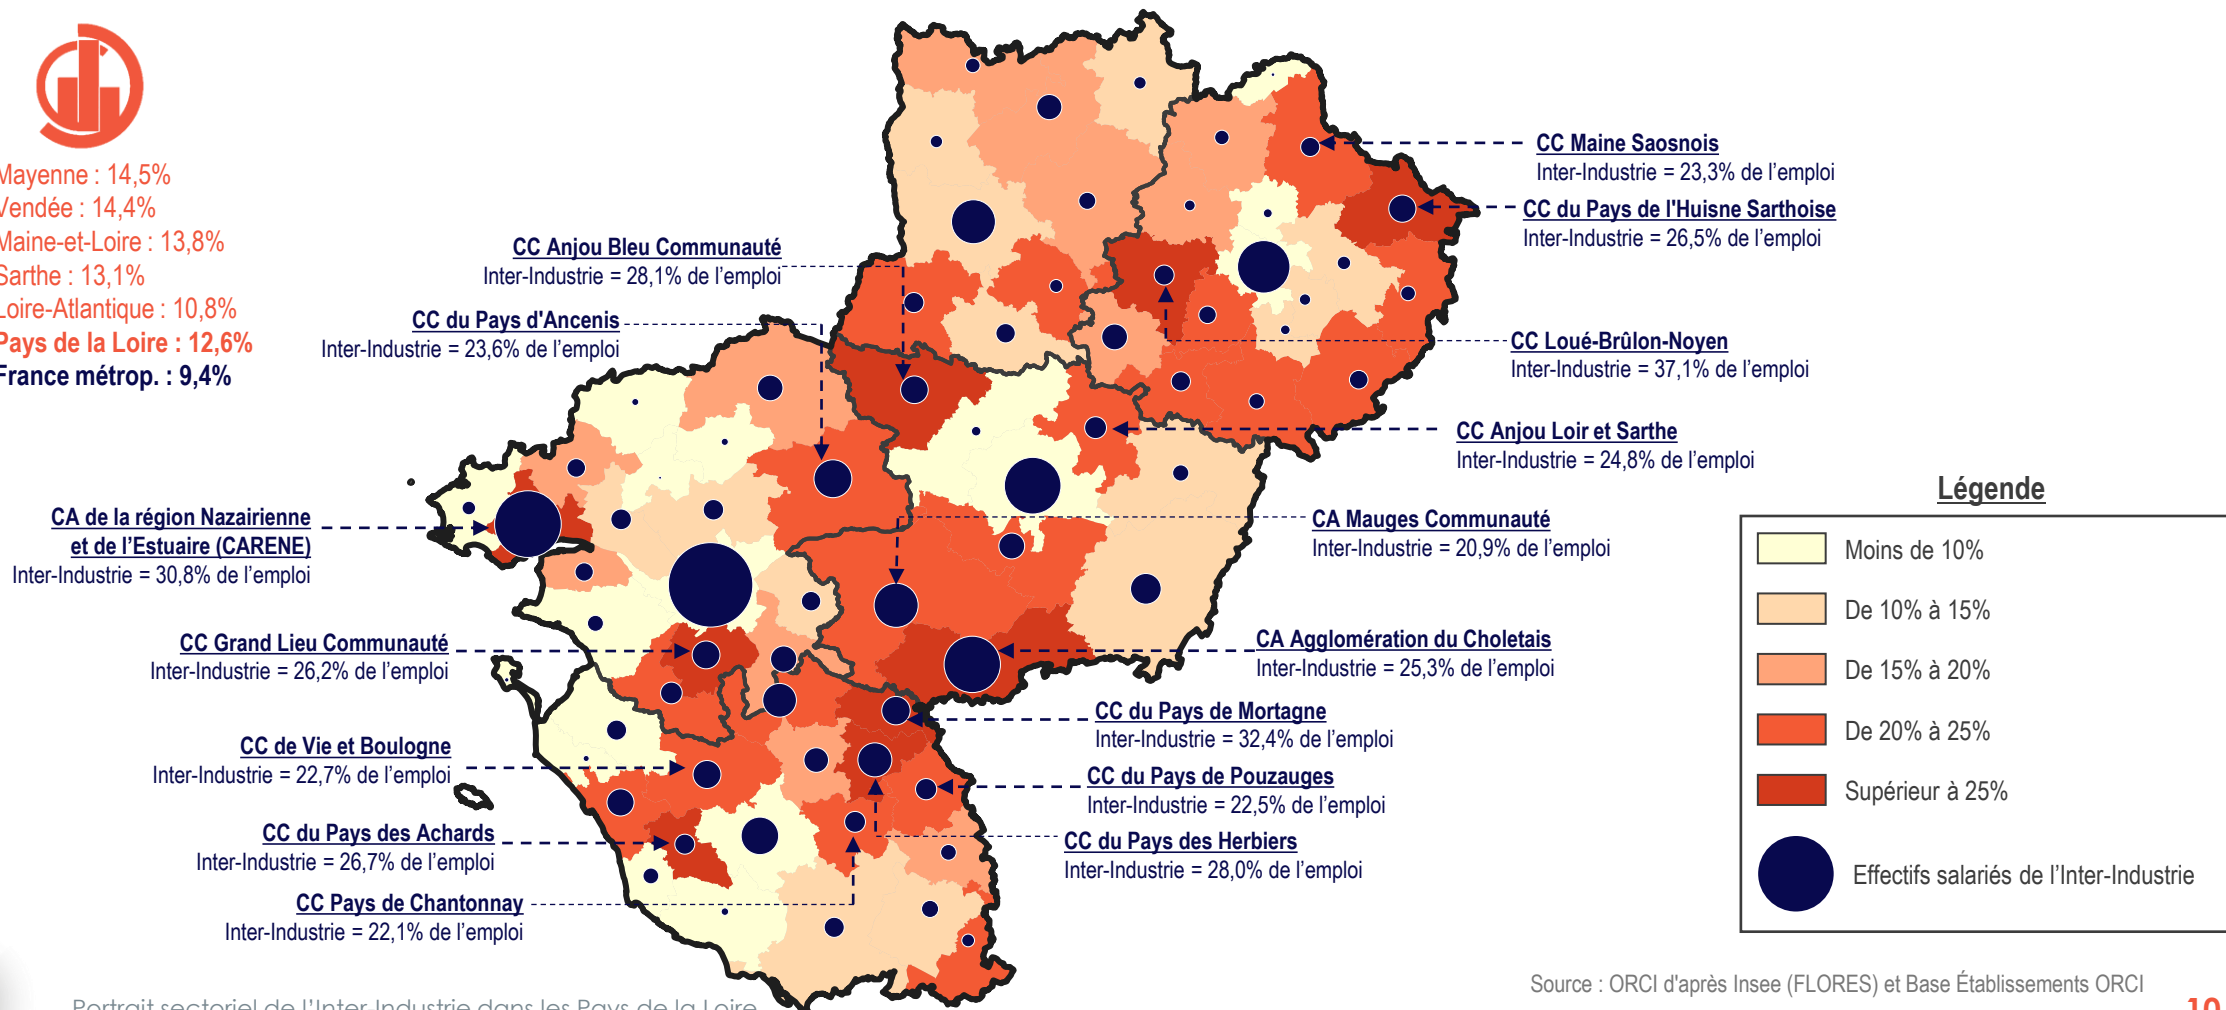 Mayenne : 14,5%
Vendée : 14,4%
Maine-et-Loire : 13,8%
Sarthe : 13,1%
Loire-Atlantique : 10,8%
Pays de la Loire : 12,6%
France métrop. : 9,4%
CC Anjou Bleu Communauté
Inter-Industrie = 28,1% de l'emploi
CC du Pays d'Ancenis
Inter-Industrie = 23,6% de l'emploi
CA de la région Nazairienne
et de l'Estuaire (CARENE)
Inter-Industrie = 30,8% de l'emploi
CC Grand Lieu Communauté
Inter-Industrie = 26,2% de l'emploi
CC de Vie et Boulogne
Inter-Industrie = 22,7% de l'emploi
CC du Pays des Achards
Inter-Industrie = 26,7% de l'emploi
CC Pays de Chantonnay
Inter-Industrie = 22,1% de l'emploi
CC Maine Saosnois
Inter-Industrie = 23,3% de l'emploi
CC du Pays de l'Huisne Sarthoise
Inter-Industrie = 26,5% de l'emploi
CC Loué-Brûlon-Noyen
Inter-Industrie = 37,1% de l'emploi
CC Anjou Loir et Sarthe
Inter-Industrie = 24,8% de l'emploi
CA Mauges Communauté
Inter-Industrie = 20,9% de l'emploi
CA Agglomération du Choletais
Inter-Industrie = 25,3% de l'emploi
CC du Pays de Mortagne
Inter-Industrie = 32,4% de l'emploi
CC du Pays de Pouzauges
Inter-Industrie = 22,5% de l'emploi
CC du Pays des Herbiers
Inter-Industrie = 28,0% de l'emploi
Légende
Moins de 10%
De 10% à 15%
De 15% à 20%
De 20% à 25%
Supérieur à 25%
Effectifs salariés de l'Inter-Industrie
Source : ORCI d'après Insee (FLORES) et Base Établissements ORCI
Portrait sectoriel de l'Inter-Industrie dans les Pays de la Loire
10